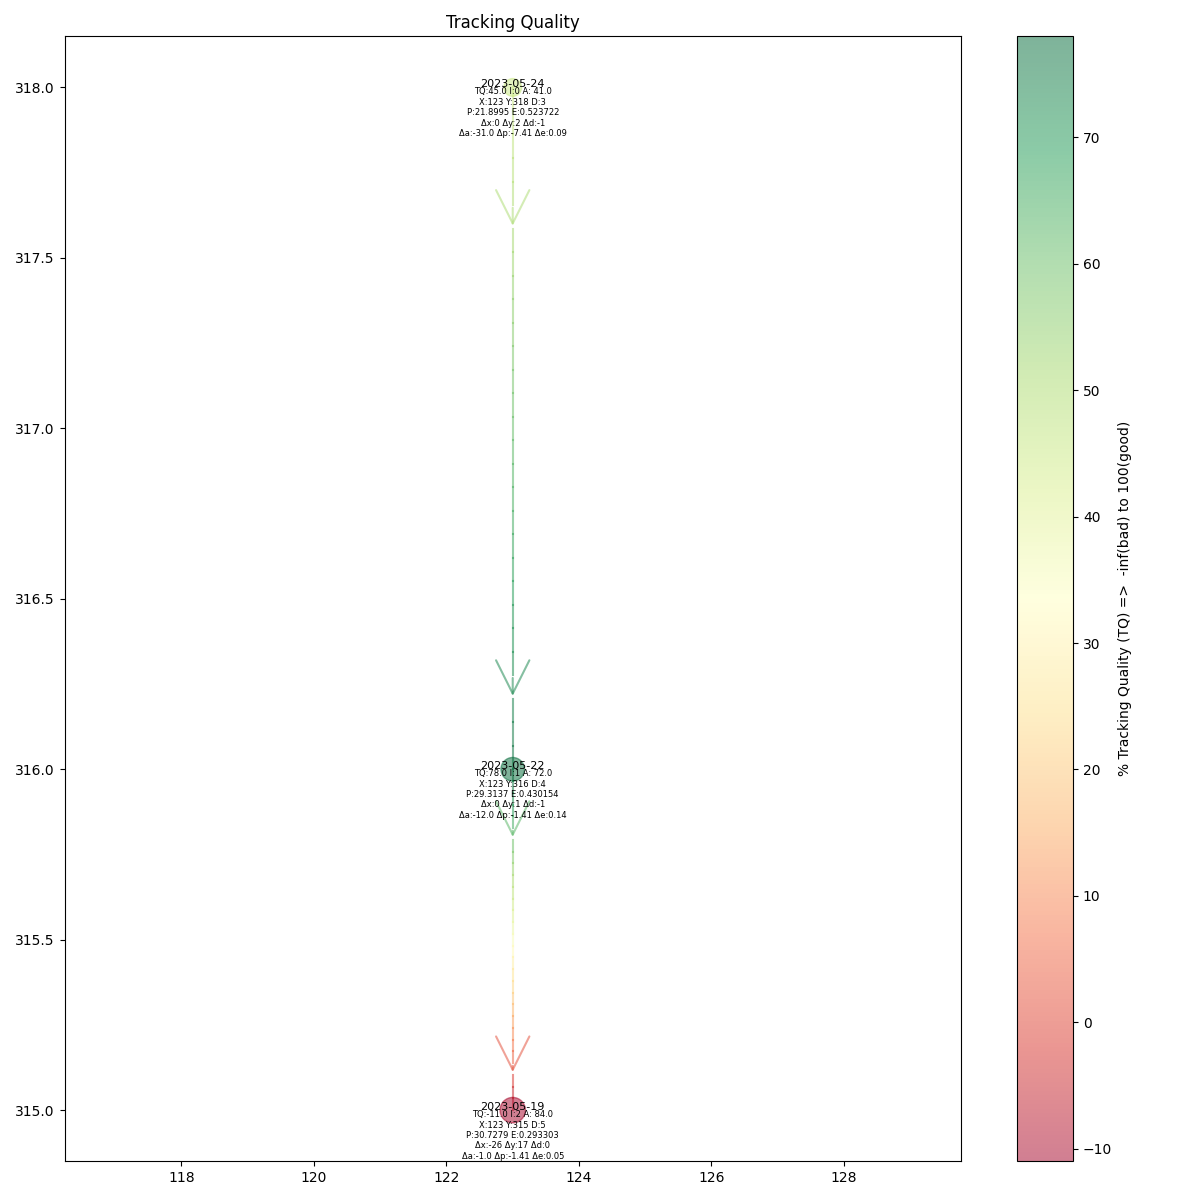 Tracking Quality
318.0
317.5
317.0
316.5
316.0
315.5
315.0
2023-05-24
TQ:45.0 I:0 A: 41.0
X:123 Y:318 D:3
P:21.8995 E:0.523722
Δx:0 Δy:2 Δd:-1
Δa:-31.0 Δp:-7.41 Δe:0.09
2023-05-22
TQ:78.0 I:1 A: 72.0
X:123 Y:316 D:4
P:29.3137 E:0.430154
Δx:0 Δy:1 Δd:-1
Δa:-12.0 Δp:-1.41 Δe:0.14
2023-05-19
TQ:-11.0 I:2 A: 84.0
X:123 Y:315 D:5
P:30.7279 E:0.293303
Δx:-26 Δy:17 Δd:0
Δa:-1.0 Δp:-1.41 Δe:0.05
118 120 122 124 126 128
70
60
50
40
30
20
10
0
−10
% Tracking Quality (TQ) => -inf(bad) to 100(good)